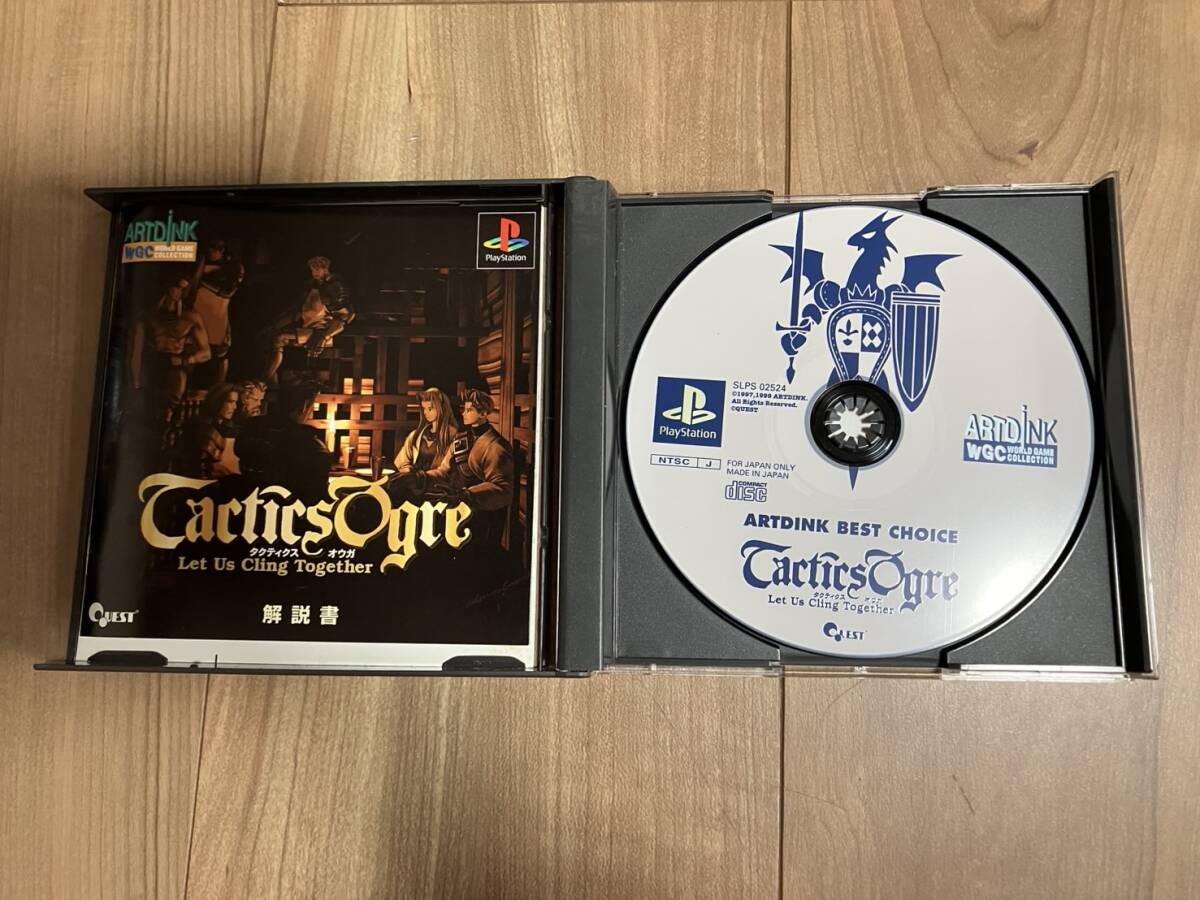 ARTDINK
WGC WORLD GAME COLLECTION
PlayStation
Tactics Ogre
タクティクス オウガ
Let Us Cling Together
QUEST
解説書
SLPS 02524
©1997,1999 ARTDINK.
All Rights Reserved.
©QUEST
PlayStation
NTSC J
FOR JAPAN ONLY
MADE IN JAPAN
COMPACT
disc
ARTDINK
WGC WORLD GAME COLLECTION
ARTDINK BEST CHOICE
Tactics Ogre
タクティクス オウガ
Let Us Cling Together
QUEST